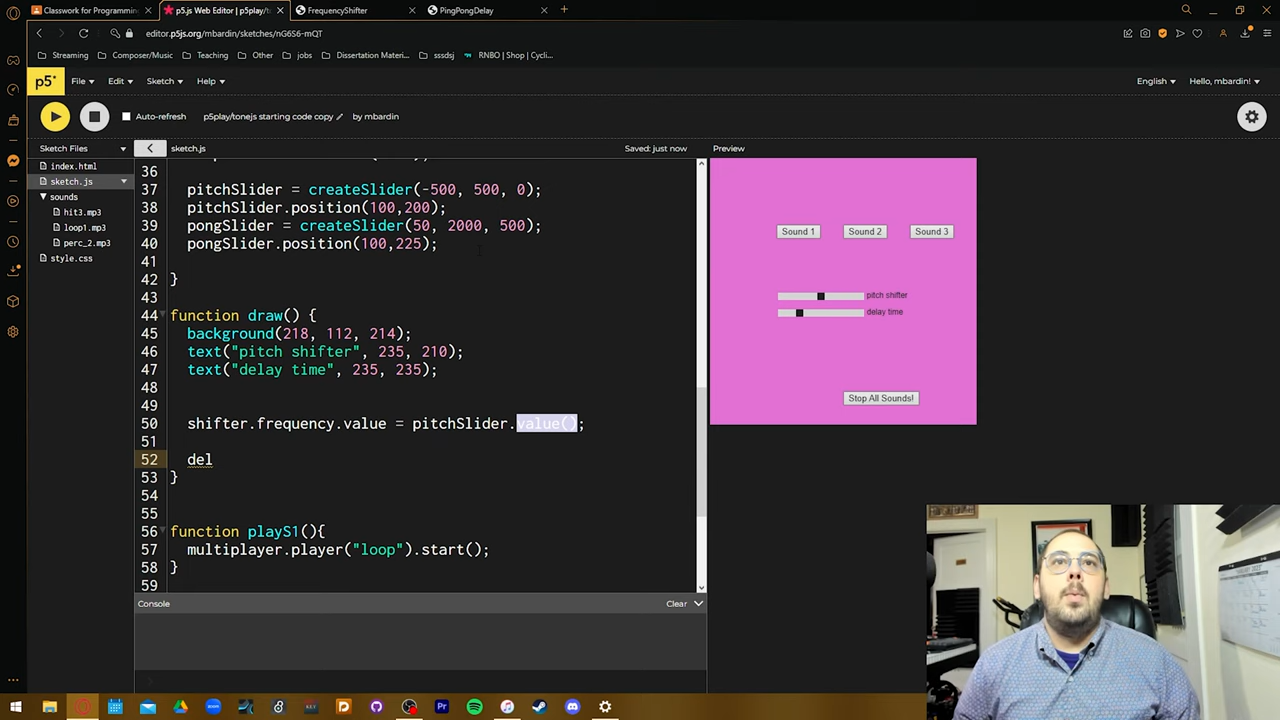 Classwork for Programmin
p5.js Web Editor | p5play/to
FrequencyShifter
PingPongDelay
editor.p5js.org/mbardin/sketches/nG6S6-mQT
Streaming
Composer/Music
Teaching
Other
jobs
Dissertation Materi...
sssdsj
RNBO | Shop | Cycli...
p5*
File
Edit
Sketch
Help
English
Hello, mbardin!
Auto-refresh
p5play/tonejs starting code copy
by mbardin
Sketch Files
sketch.js
Saved: just now
Preview
index.html
sketch.js
sounds
hit3.mp3
loop1.mp3
perc_2.mp3
style.css
36
37 pitchSlider = createSlider(-500, 500, 0);
38 pitchSlider.position(100,200);
39 pongSlider = createSlider(50, 2000, 500);
40 pongSlider.position(100,225);
41
42 }
43
44 function draw() {
45 background(218, 112, 214);
46 text("pitch shifter", 235, 210);
47 text("delay time", 235, 235);
48
49
50 shifter.frequency.value = pitchSlider.value();
51
52 del
53 }
54
55
56 function playS1(){
57 multiplayer.player("loop").start();
58 }
59
Sound 1
Sound 2
Sound 3
pitch shifter
delay time
Stop All Sounds!
Console
Clear